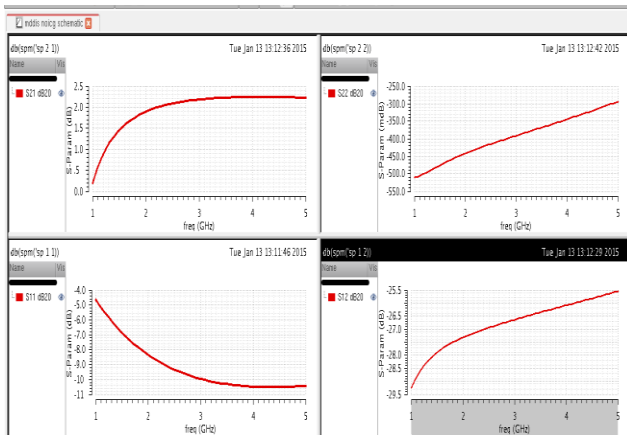 mddis noicg schematic
db(spm('sp 2 1)) Tue Jan 13 13:12:36 2015
Name Vis
S21 dB20
S-Param (dB)
2.5
2.0
1.5
1.0
.5
0.0
1 2 3 4 5
freq (GHz)
db(spm('sp 2 2)) Tue Jan 13 13:12:42 2015
Name Vis
S22 dB20
S-Param (mdB)
-250.0
-300.0
-350.0
-400.0
-450.0
-500.0
-550.0
1 2 3 4 5
freq (GHz)
db(spm('sp 1 1)) Tue Jan 13 13:11:46 2015
Name Vis
S11 dB20
S-Param (dB)
-4.0
-5.0
-6.0
-7.0
-8.0
-9.0
-10
-11
1 2 3 4 5
freq (GHz)
db(spm('sp 1 2)) Tue Jan 13 13:12:29 2015
Name Vis
S12 dB20
S-Param (dB)
-25.5
-26.5
-27.0
-28.0
-28.5
-29.5
1 2 3 4 5
freq (GHz)